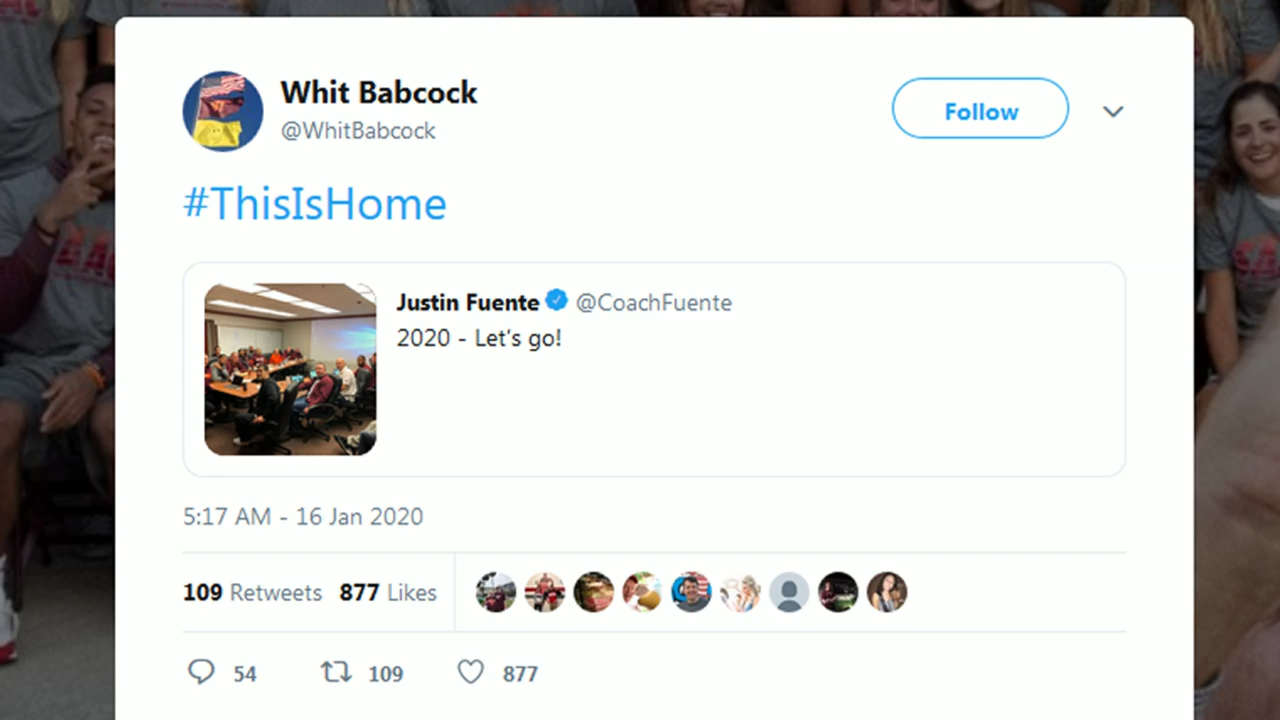 Whit Babcock
@WhitBabcock
Follow
#ThisIsHome
Justin Fuente @CoachFuente
2020 - Let's go!
5:17 AM - 16 Jan 2020
109 Retweets 877 Likes
54 109 877